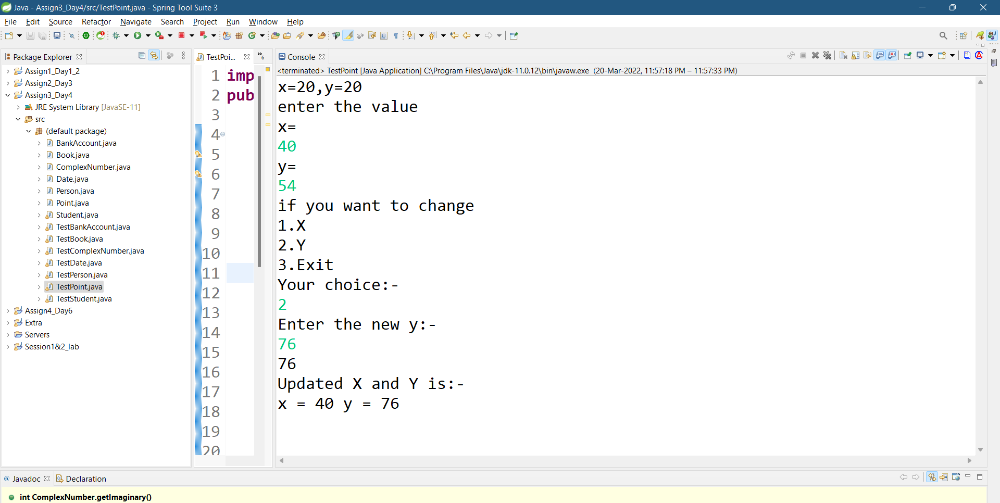 Java - Assign3_Day4/src/TestPoint.java - Spring Tool Suite 3
File Edit Source Refactor Navigate Search Project Run Window Help
Package Explorer
Assign1_Day1_2
Assign2_Day3
Assign3_Day4
JRE System Library [JavaSE-11]
src
(default package)
BankAccount.java
Book.java
ComplexNumber.java
Date.java
Person.java
Point.java
Student.java
TestBankAccount.java
TestBook.java
TestComplexNumber.java
TestDate.java
TestPerson.java
TestPoint.java
TestStudent.java
Assign4_Day6
Extra
Servers
Session1&2_lab
TestPoi... »6
1 imp
2 pub
3
4
5
6
7
8
9
10
11
12
13
14
15
16
17
18
19
20
Console
<terminated> TestPoint [Java Application] C:\Program Files\Java\jdk-11.0.12\bin\javaw.exe (20-Mar-2022, 11:57:18 PM – 11:57:33 PM)
x=20,y=20
enter the value
x=
40
y=
54
if you want to change
1.X
2.Y
3.Exit
Your choice:-
2
Enter the new y:-
76
76
Updated X and Y is:-
x = 40 y = 76
@ Javadoc Declaration
int ComplexNumber.getImaginary()